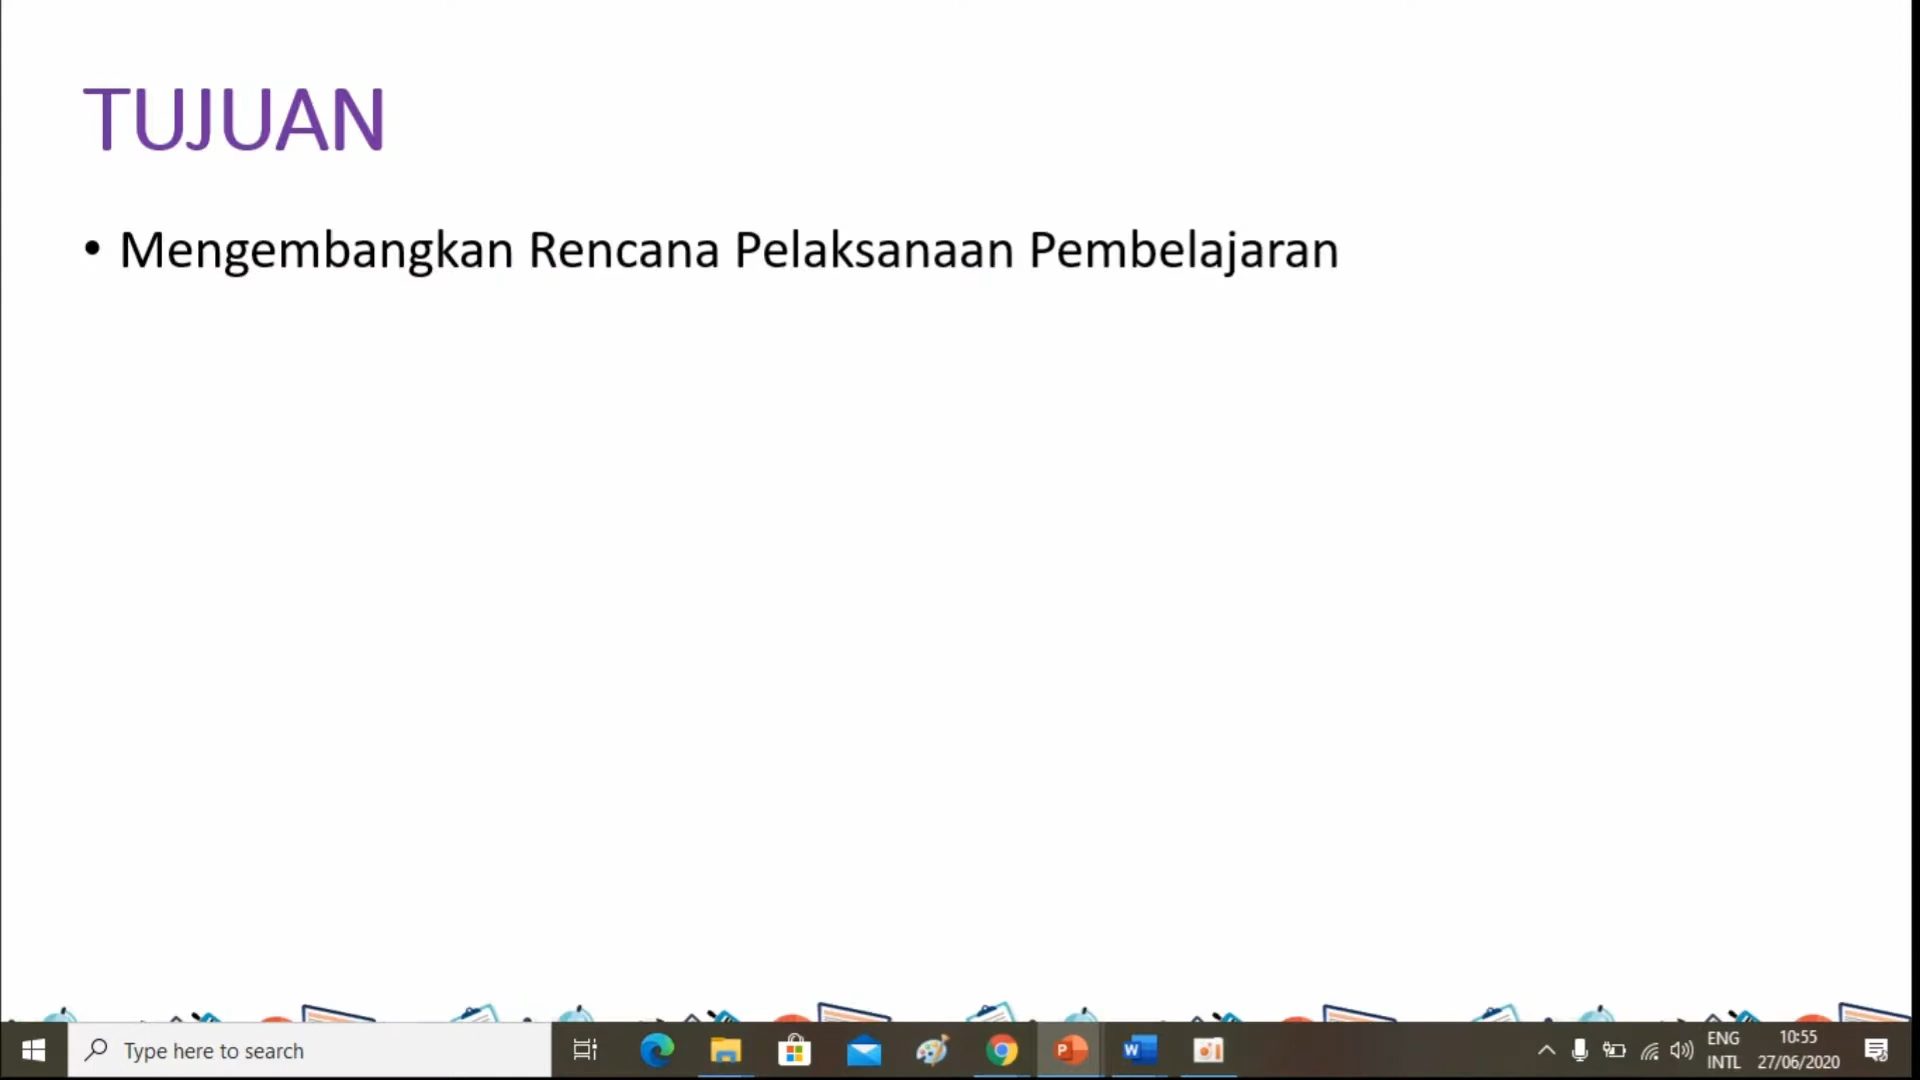 TUJUAN
• Mengembangkan Rencana Pelaksanaan Pembelajaran
Type here to search
ENG
INTL
10:55
27/06/2020